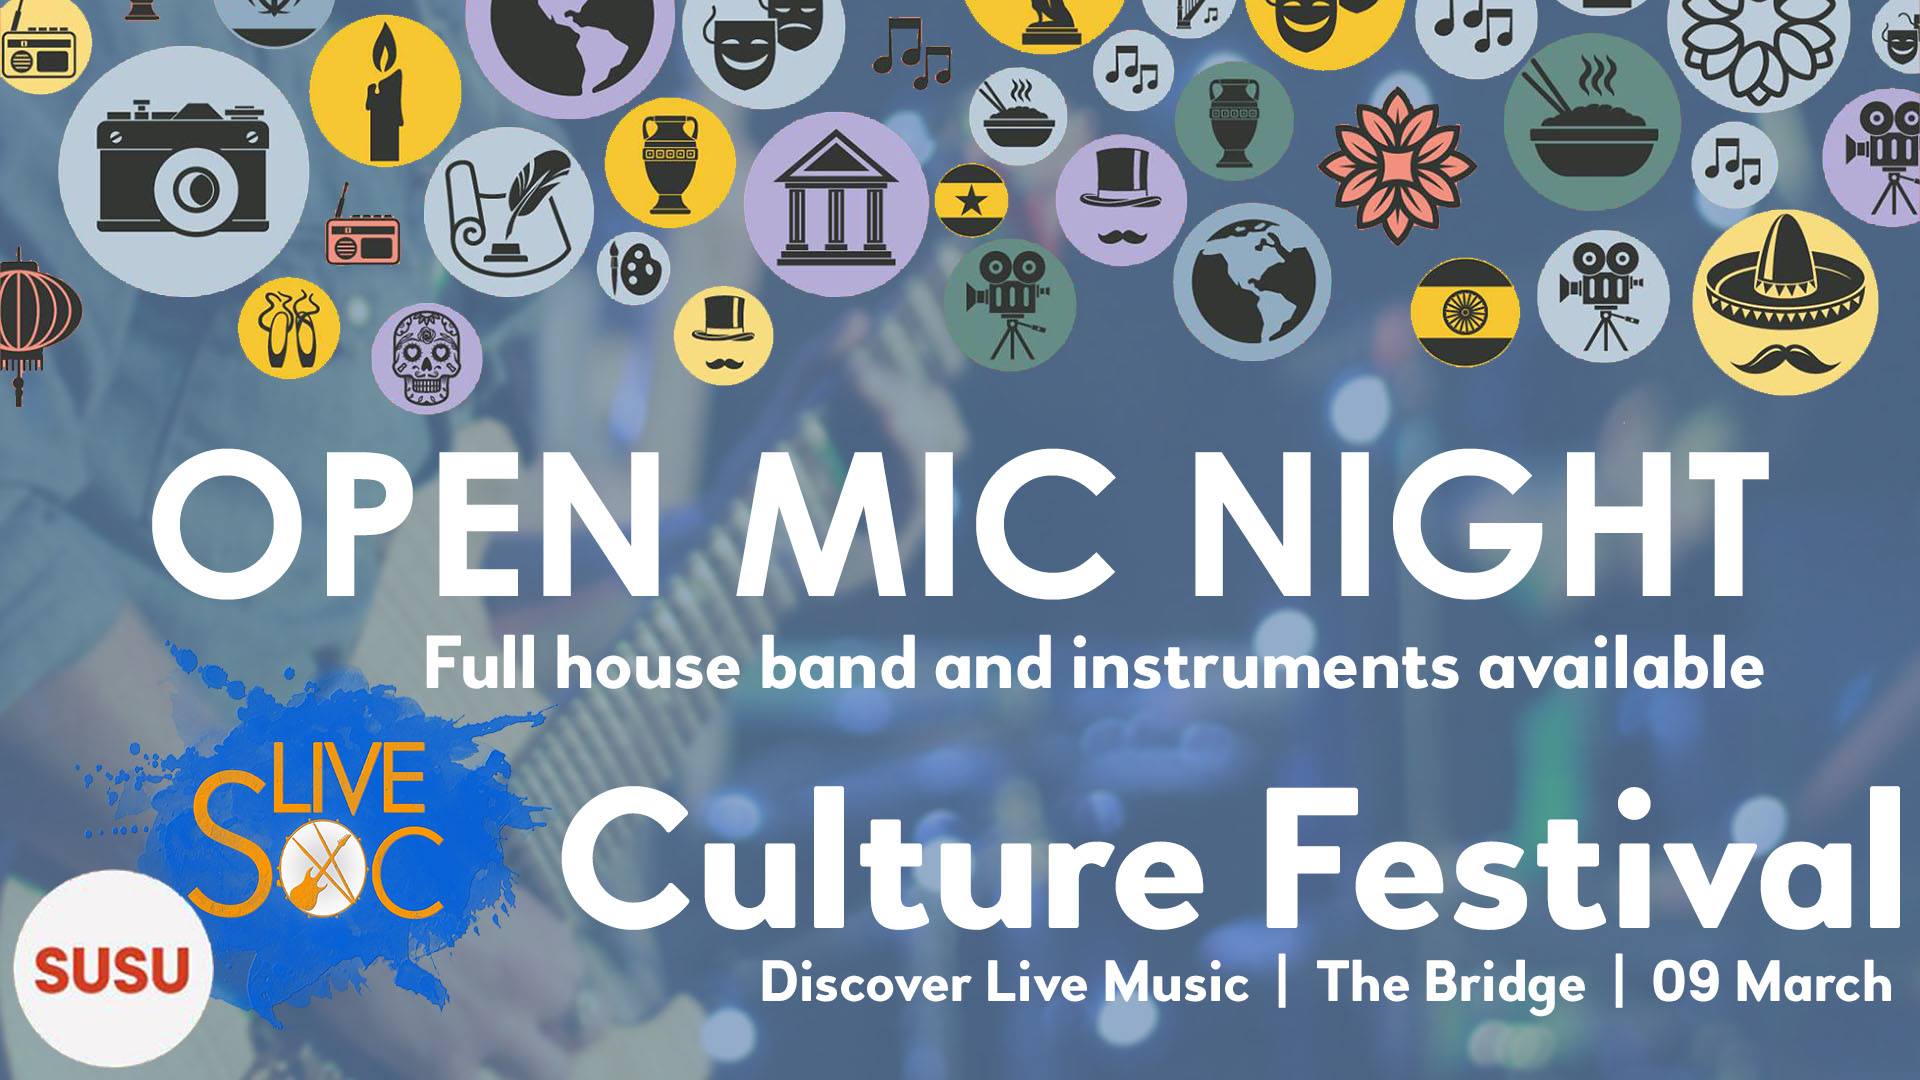 OPEN MIC NIGHT
Full house band and instruments available
LIVE
SOC
Culture Festival
SUSU
Discover Live Music | The Bridge | 09 March